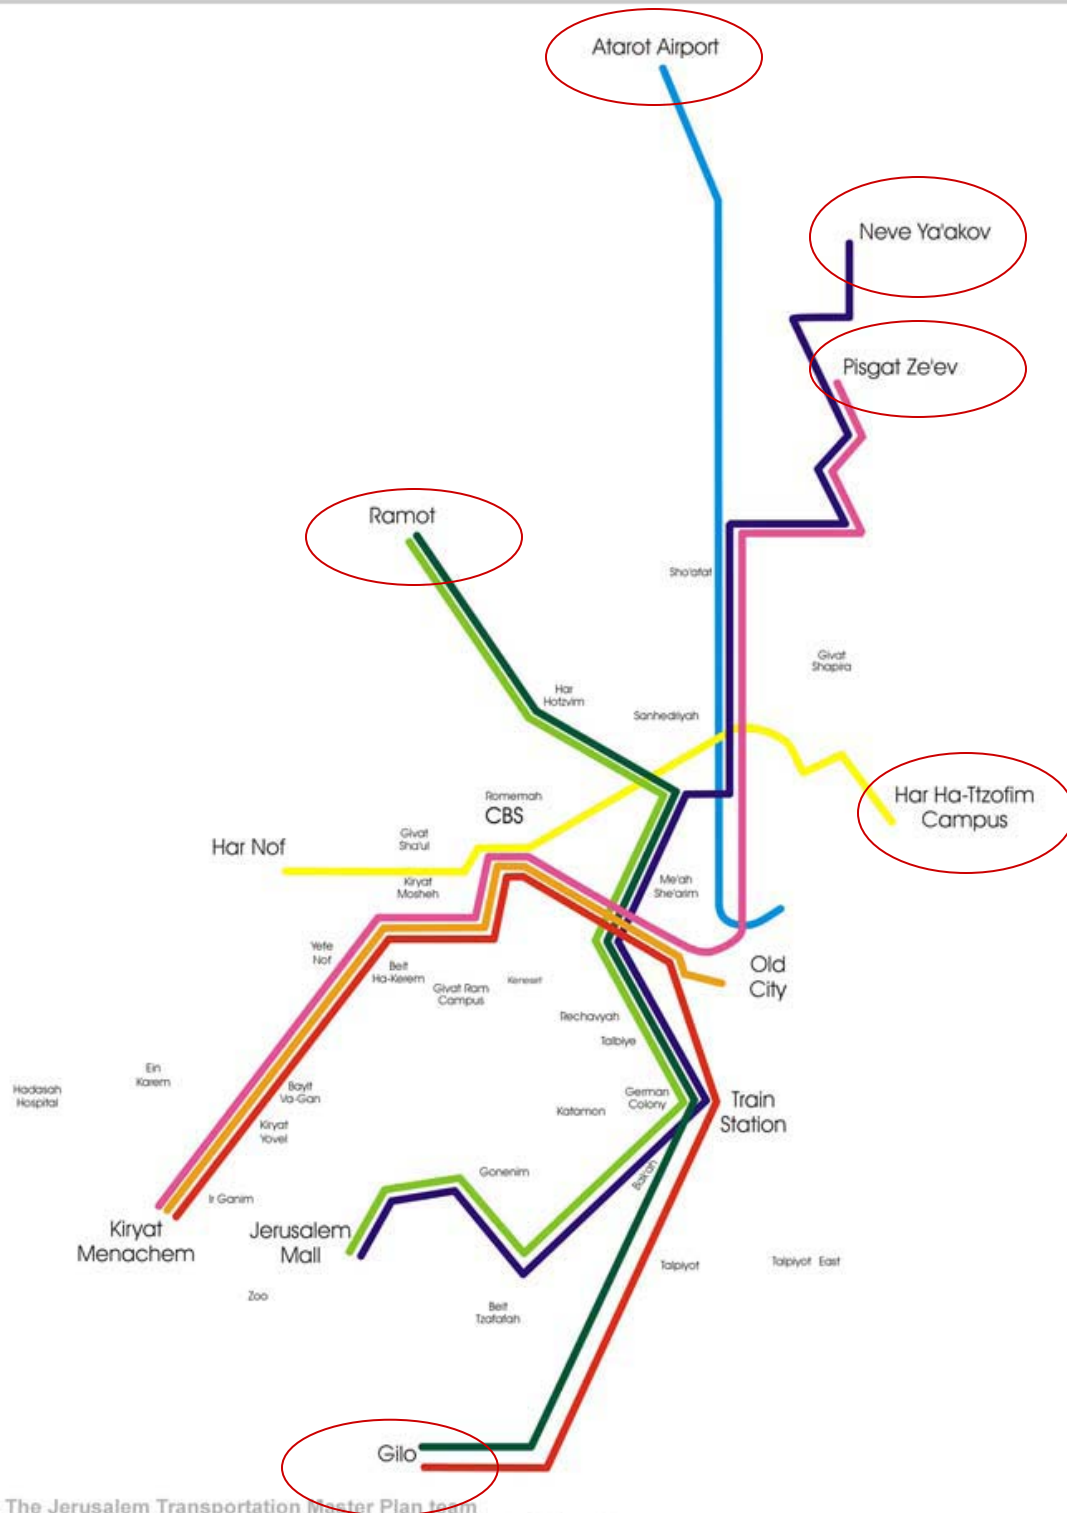 Atarot Airport
Neve Ya'akov
Pisgat Ze'ev
Ramot
Sho'afat
Givat
Shapira
Har
Hotzvim
Sanhedriyah
Har Ha-Ttzofim
Campus
Romemah
CBS
Givat
Sha'ul
Har Nof
Kiryat
Mosheh
Me'ah
She'arim
Yefe
Nof
Beit
Ha-Kerem
Givat Ram
Campus
Keneset
Old
City
Rechavyah
Talbiye
Ein
Karem
Hadasah
Hospital
Bayit
Va-Gan
German
Colony
Katamon
Train
Station
Kiryat
Yovel
Gonenim
Bak'ah
Ir Ganim
Kiryat
Menachem
Jerusalem
Mall
Talpiyot
Talpiyot East
Zoo
Beit
Tzafafah
Gilo
The Jerusalem Transportation Master Plan team